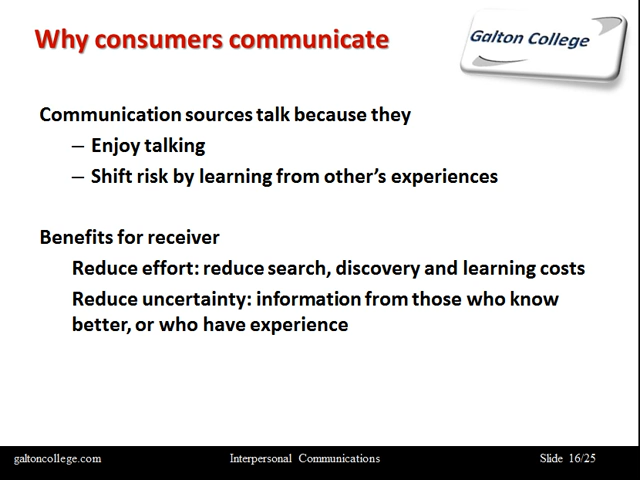 Why consumers communicate
Galton College
Communication sources talk because they
– Enjoy talking
– Shift risk by learning from other's experiences
Benefits for receiver
Reduce effort: reduce search, discovery and learning costs
Reduce uncertainty: information from those who know
better, or who have experience
galtoncollege.com Interpersonal Communications Slide 16/25